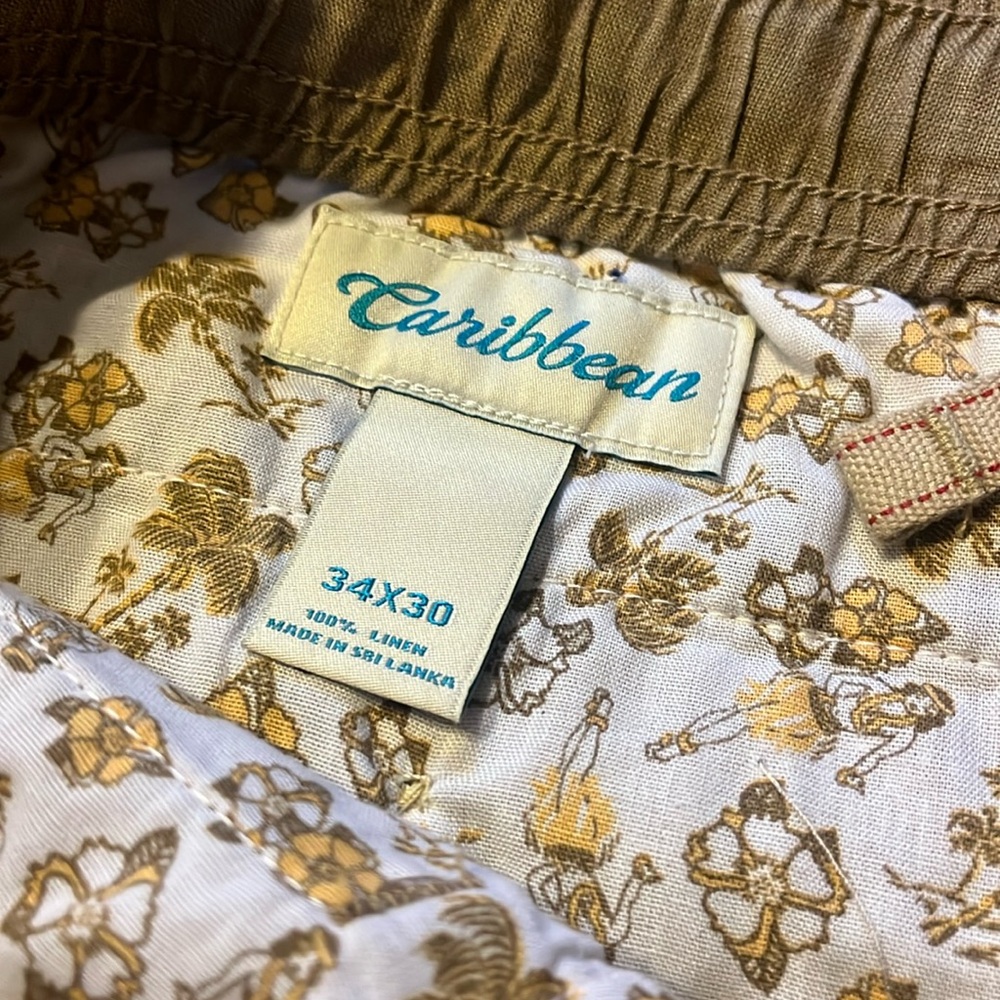 Caribbean
34X30
100% LINEN
MADE IN SRI LANKA